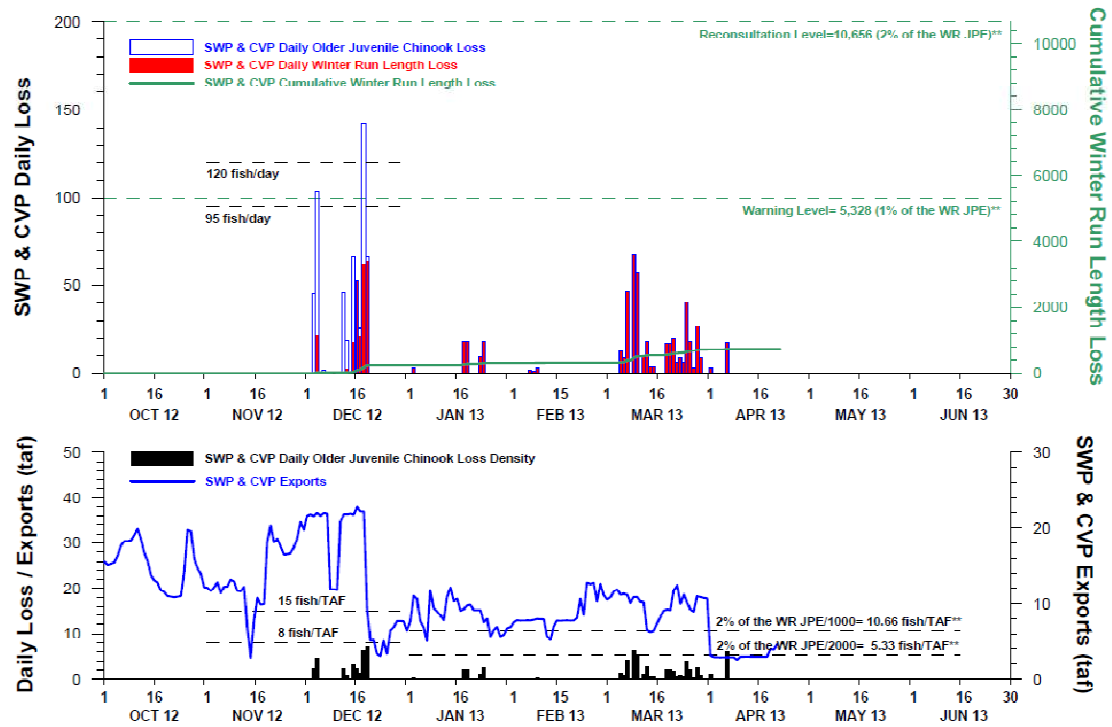 SWP & CVP Daily Loss
200
150
100
50
0
SWP & CVP Daily Older Juvenile Chinook Loss
SWP & CVP Daily Winter Run Length Loss
SWP & CVP Cumulative Winter Run Length Loss
Reconsultation Level=10,656 (2% of the WR JPE)**
120 fish/day
95 fish/day
Warning Level= 5,328 (1% of the WR JPE)**
10000
8000
6000
4000
2000
0
Cumulative Winter Run Length Loss
1 16 1 16 1 16 1 16 1 15 1 16 1 16 1 16 1 16 30
OCT 12 NOV 12 DEC 12 JAN 13 FEB 13 MAR 13 APR 13 MAY 13 JUN 13
Daily Loss / Exports (taf)
50
40
30
20
10
0
SWP & CVP Daily Older Juvenile Chinook Loss Density
SWP & CVP Exports
15 fish/TAF
8 fish/TAF
2% of the WR JPE/1000= 10.66 fish/TAF**
2% of the WR JPE/2000= 5.33 fish/TAF**
30
20
10
0
SWP & CVP Exports (taf)
1 16 1 16 1 16 1 16 1 15 1 16 1 16 1 16 1 16 30
OCT 12 NOV 12 DEC 12 JAN 13 FEB 13 MAR 13 APR 13 MAY 13 JUN 13